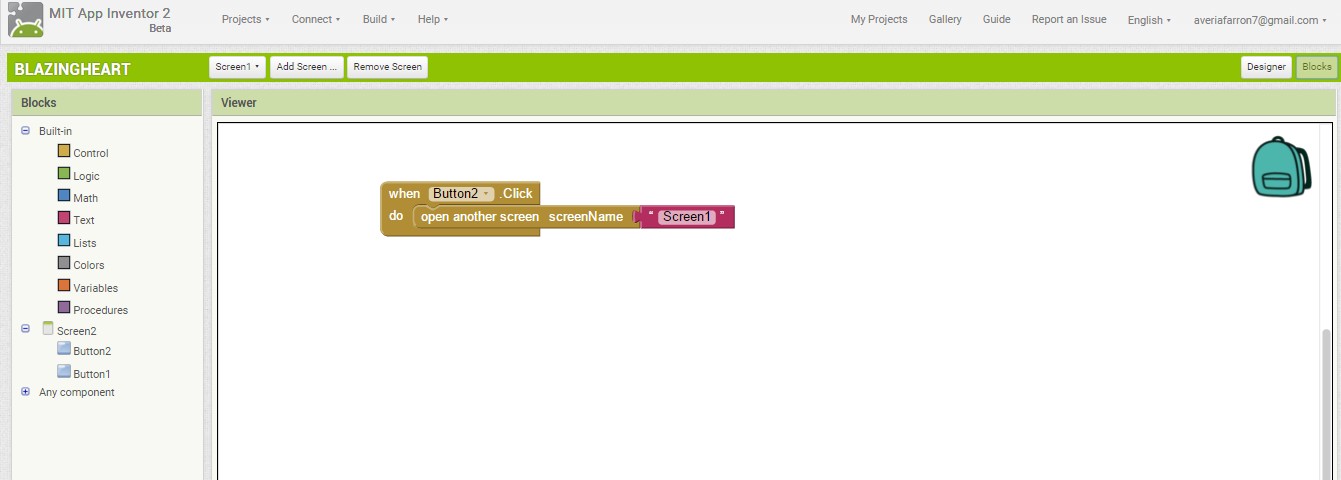 MIT App Inventor 2
Beta
Projects Connect Build Help My Projects Gallery Guide Report an Issue English averiafarron7@gmail.com
BLAZINGHEART Screen1 Add Screen ... Remove Screen Designer Blocks
Blocks
Built-in
Control
Logic
Math
Text
Lists
Colors
Variables
Procedures
Screen2
Button2
Button1
Any component
Viewer
when Button2 .Click
do open another screen screenName " Screen1 "